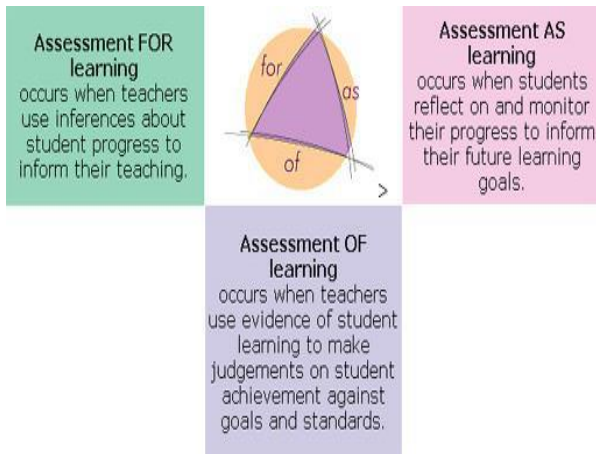 Assessment FOR
learning
occurs when teachers
use inferences about
student progress to
inform their teaching.
for
as
of
>
Assessment AS
learning
occurs when students
reflect on and monitor
their progress to inform
their future learning
goals.
Assessment OF
learning
occurs when teachers
use evidence of student
learning to make
judgements on student
achievement against
goals and standards.